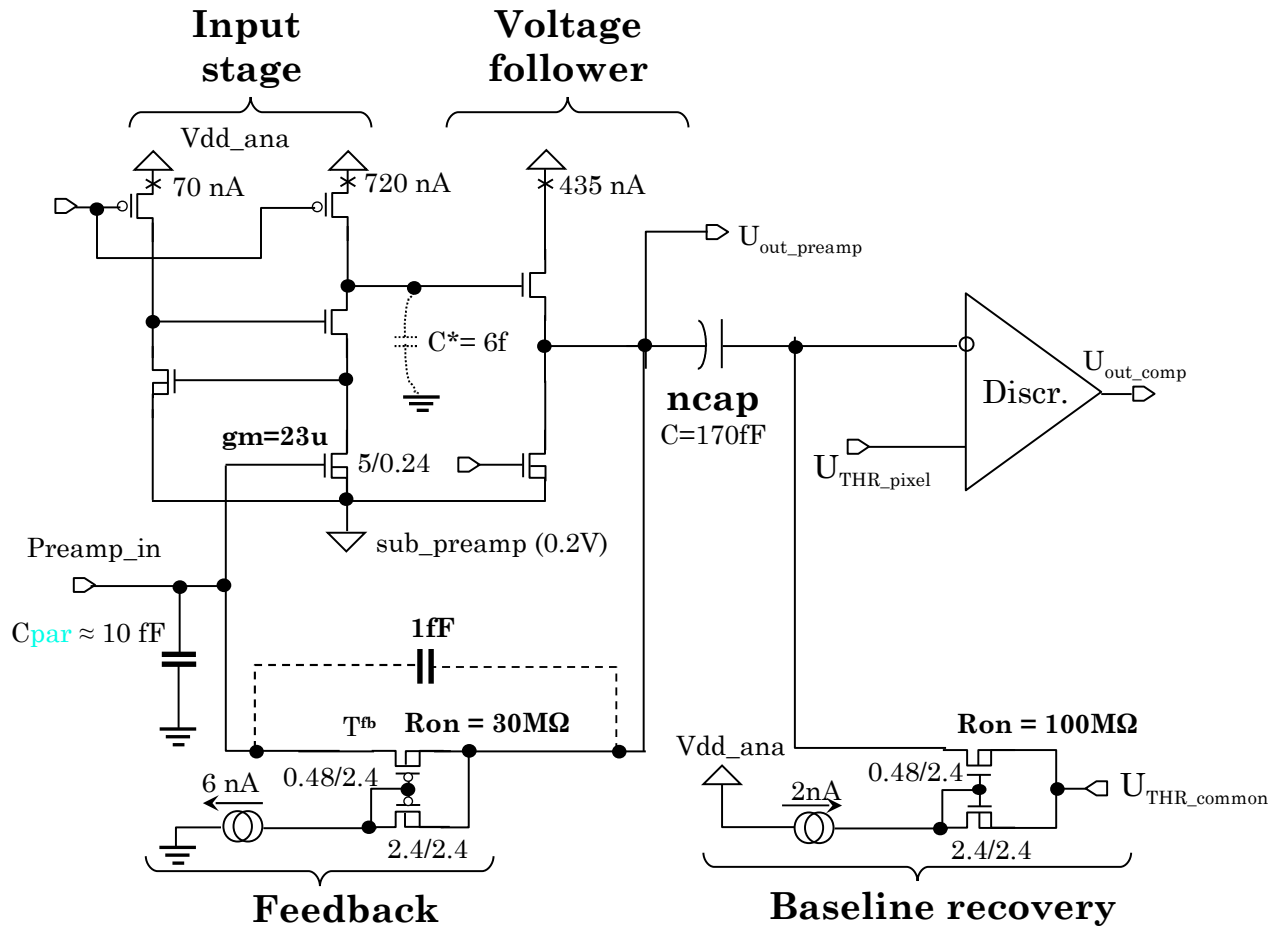 Input
stage
Voltage
follower
Vdd_ana
70 nA
720 nA
435 nA
U_out_preamp
C*= 6f
ncap
C=170fF
Discr.
U_out_comp
U_THR_pixel
gm=23u
5/0.24
sub_preamp (0.2V)
Preamp_in
Cpar ≈ 10 fF
1fF
Tfb
Ron = 30MΩ
0.48/2.4
6 nA
2.4/2.4
Feedback
Vdd_ana
Ron = 100MΩ
0.48/2.4
2nA
U_THR_common
2.4/2.4
Baseline recovery